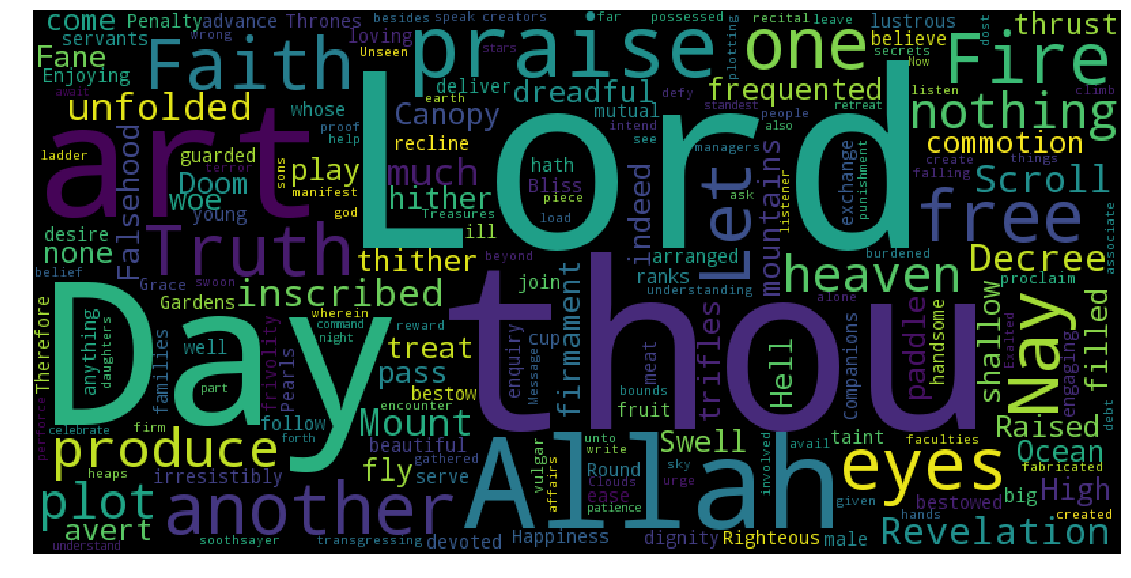 come
Penalty
advance
Thrones
besides
speak
creators
far
possessed
recital
leave
lustrous
dost
thrust
servants
wrong
loving
Unseen
praise
one
plotting
believe
secrets
Now
Fire
Fane
Faith
stars
Enjoying
deliver
dreadful
frequented
defy
listen
climb
await
unfolded
whose
earth
Canopy
mutual
standest
people
retreat
nothing
art
Lord
proof
help
intend
also
see
managers
commotion
ladder
guarded
terror
sons
play
recline
much
hath
create
things
falling
Doom
manifest
Bliss
piece
exchange
punishment
Scroll
Falsehood
woe
young
god
Treasures
hither
load
ask
listener
Let
mountains
free
associate
desire
none
Truth
ill
indeed
arranged
burdened
Decree
belief
Grace
swoon
thither
beyond
join
ranks
understanding
heaven
proclaim
Gardens
inscribed
firmament
alone
Therefore
Day
thou
wherein
command
night
reward
cup
trifles
Hell
paddle
handsome
shallow
Exalted
Nay
filled
anything
daughters
well
families
frivolity
Pearls
treat
enquiry
Message
bounds
meat
Companions
engaging
part
pass
bestow
fruit
debt
perforce
celebrate
firm
follow
forth
encounter
Mount
Raised
produce
beautiful
gathered
vulgar
affairs
unto
write
Swell
involved
avail
taint
faculties
Ocean
heaps
irresistibly
fly
serve
Allah
Round
sky
Clouds
urge
eyes
fabricated
plot
another
ease
patience
given
bestowed
big
High
created
avert
hands
understand
soothsayer
transgressing
devoted
Happiness
dignity
Righteous
male
Revelation